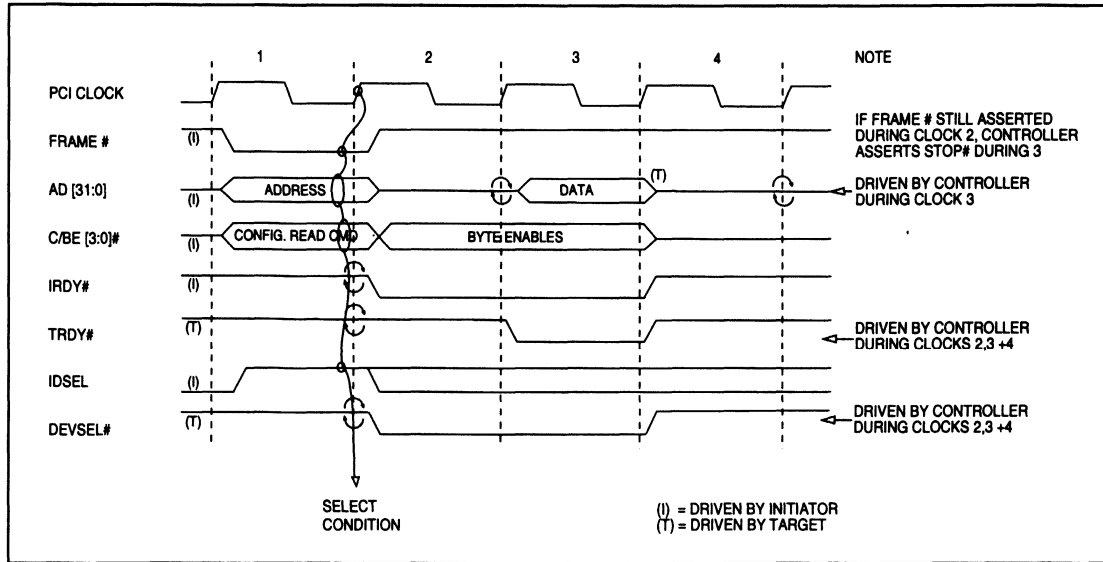 1 2 3 4 NOTE
PCI CLOCK
FRAME # (I)
IF FRAME # STILL ASSERTED
DURING CLOCK 2, CONTROLLER
ASSERTS STOP# DURING 3
AD [31:0] (I) ADDRESS DATA (T)
DRIVEN BY CONTROLLER
DURING CLOCK 3
C/BE [3:0]# (I) CONFIG. READ CMD BYTE ENABLES
IRDY# (I)
TRDY# (T)
DRIVEN BY CONTROLLER
DURING CLOCKS 2,3 +4
IDSEL (I)
DEVSEL# (T)
DRIVEN BY CONTROLLER
DURING CLOCKS 2,3 +4
SELECT
CONDITION
(I) = DRIVEN BY INITIATOR
(T) = DRIVEN BY TARGET